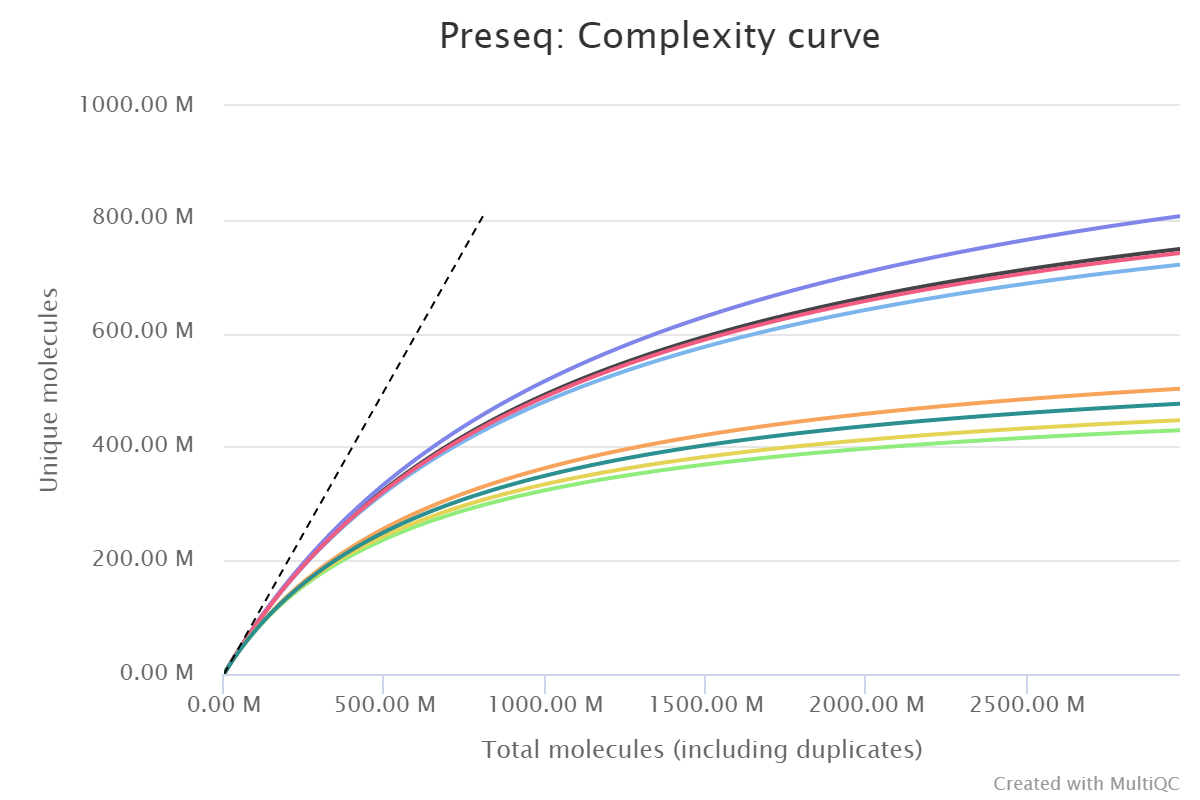 Preseq: Complexity curve
1000.00 M
800.00 M
600.00 M
400.00 M
200.00 M
0.00 M
Unique molecules
0.00 M 500.00 M 1000.00 M 1500.00 M 2000.00 M 2500.00 M
Total molecules (including duplicates)
Created with MultiQC